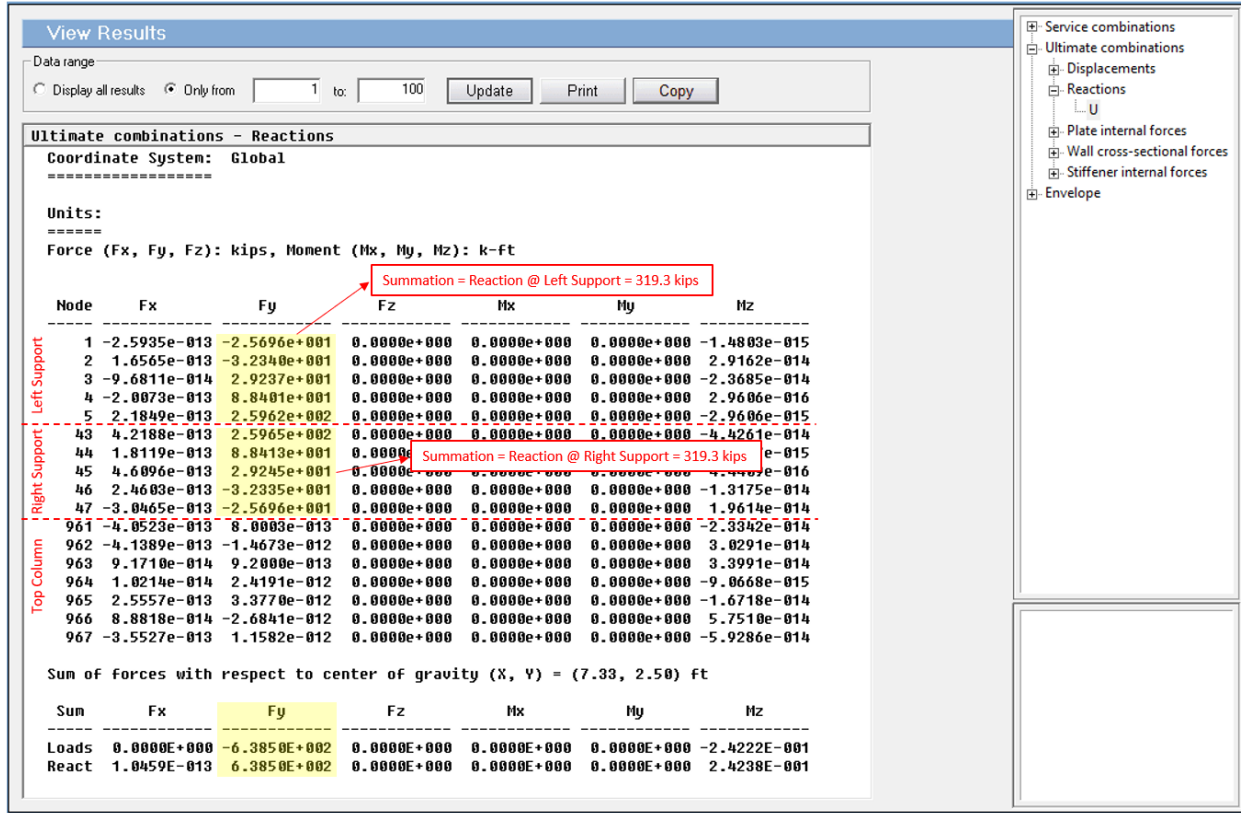 View Results
Data range
Display all results Only from 1 to: 100 Update Print Copy
Ultimate combinations - Reactions
Coordinate System: Global
==================
Units:
======
Force (Fx, Fy, Fz): kips, Moment (Mx, My, Mz): k-ft
Summation = Reaction @ Left Support = 319.3 kips
Node Fx Fy Fz Mx My Mz
----- ------------ ------------ ------------ ------------ ------------ ------------
Left Support
1 -2.5935e-013 -2.5696e+001 0.0000e+000 0.0000e+000 0.0000e+000 -1.4803e-015
2 1.6565e-013 -3.2340e+001 0.0000e+000 0.0000e+000 0.0000e+000 2.9162e-014
3 -9.6811e-014 2.9237e+001 0.0000e+000 0.0000e+000 0.0000e+000 -2.3685e-014
4 -2.0073e-013 8.8401e+001 0.0000e+000 0.0000e+000 0.0000e+000 2.9606e-016
5 2.1849e-013 2.5962e+002 0.0000e+000 0.0000e+000 0.0000e+000 -2.9606e-015
Right Support
43 4.2188e-013 2.5965e+002 0.0000e+000 0.0000e+000 0.0000e+000 -4.4261e-014
44 1.8119e-013 8.8413e+001 0.000 e-015
Summation = Reaction @ Right Support = 319.3 kips
45 4.6096e-013 2.9245e+001 0.0000e+000 0.0000e+000 0.0000e+000 e-016
46 2.4603e-013 -3.2335e+001 0.0000e+000 0.0000e+000 0.0000e+000 -1.3175e-014
47 -3.0465e-013 -2.5696e+001 0.0000e+000 0.0000e+000 0.0000e+000 1.9614e-014
Top Column
961 -4.0523e-013 8.0003e-013 0.0000e+000 0.0000e+000 0.0000e+000 -2.3342e-014
962 -4.1389e-013 -1.4673e-012 0.0000e+000 0.0000e+000 0.0000e+000 3.0291e-014
963 9.1710e-014 9.2000e-013 0.0000e+000 0.0000e+000 0.0000e+000 3.3991e-014
964 1.0214e-014 2.4191e-012 0.0000e+000 0.0000e+000 0.0000e+000 -9.0668e-015
965 2.5557e-013 3.3770e-012 0.0000e+000 0.0000e+000 0.0000e+000 -1.6718e-014
966 8.8818e-014 -2.6841e-012 0.0000e+000 0.0000e+000 0.0000e+000 5.7510e-014
967 -3.5527e-013 1.1582e-012 0.0000e+000 0.0000e+000 0.0000e+000 -5.9286e-014
Sum of forces with respect to center of gravity (X, Y) = (7.33, 2.50) ft
Sum Fx Fy Fz Mx My Mz
----- ------------ ------------ ------------ ------------ ------------ ------------
Loads 0.0000E+000 -6.3850E+002 0.0000E+000 0.0000E+000 0.0000E+000 -2.4222E-001
React 1.0459E-013 6.3850E+002 0.0000E+000 0.0000E+000 0.0000E+000 2.4238E-001
Service combinations
Ultimate combinations
Displacements
Reactions
U
Plate internal forces
Wall cross-sectional forces
Stiffener internal forces
Envelope